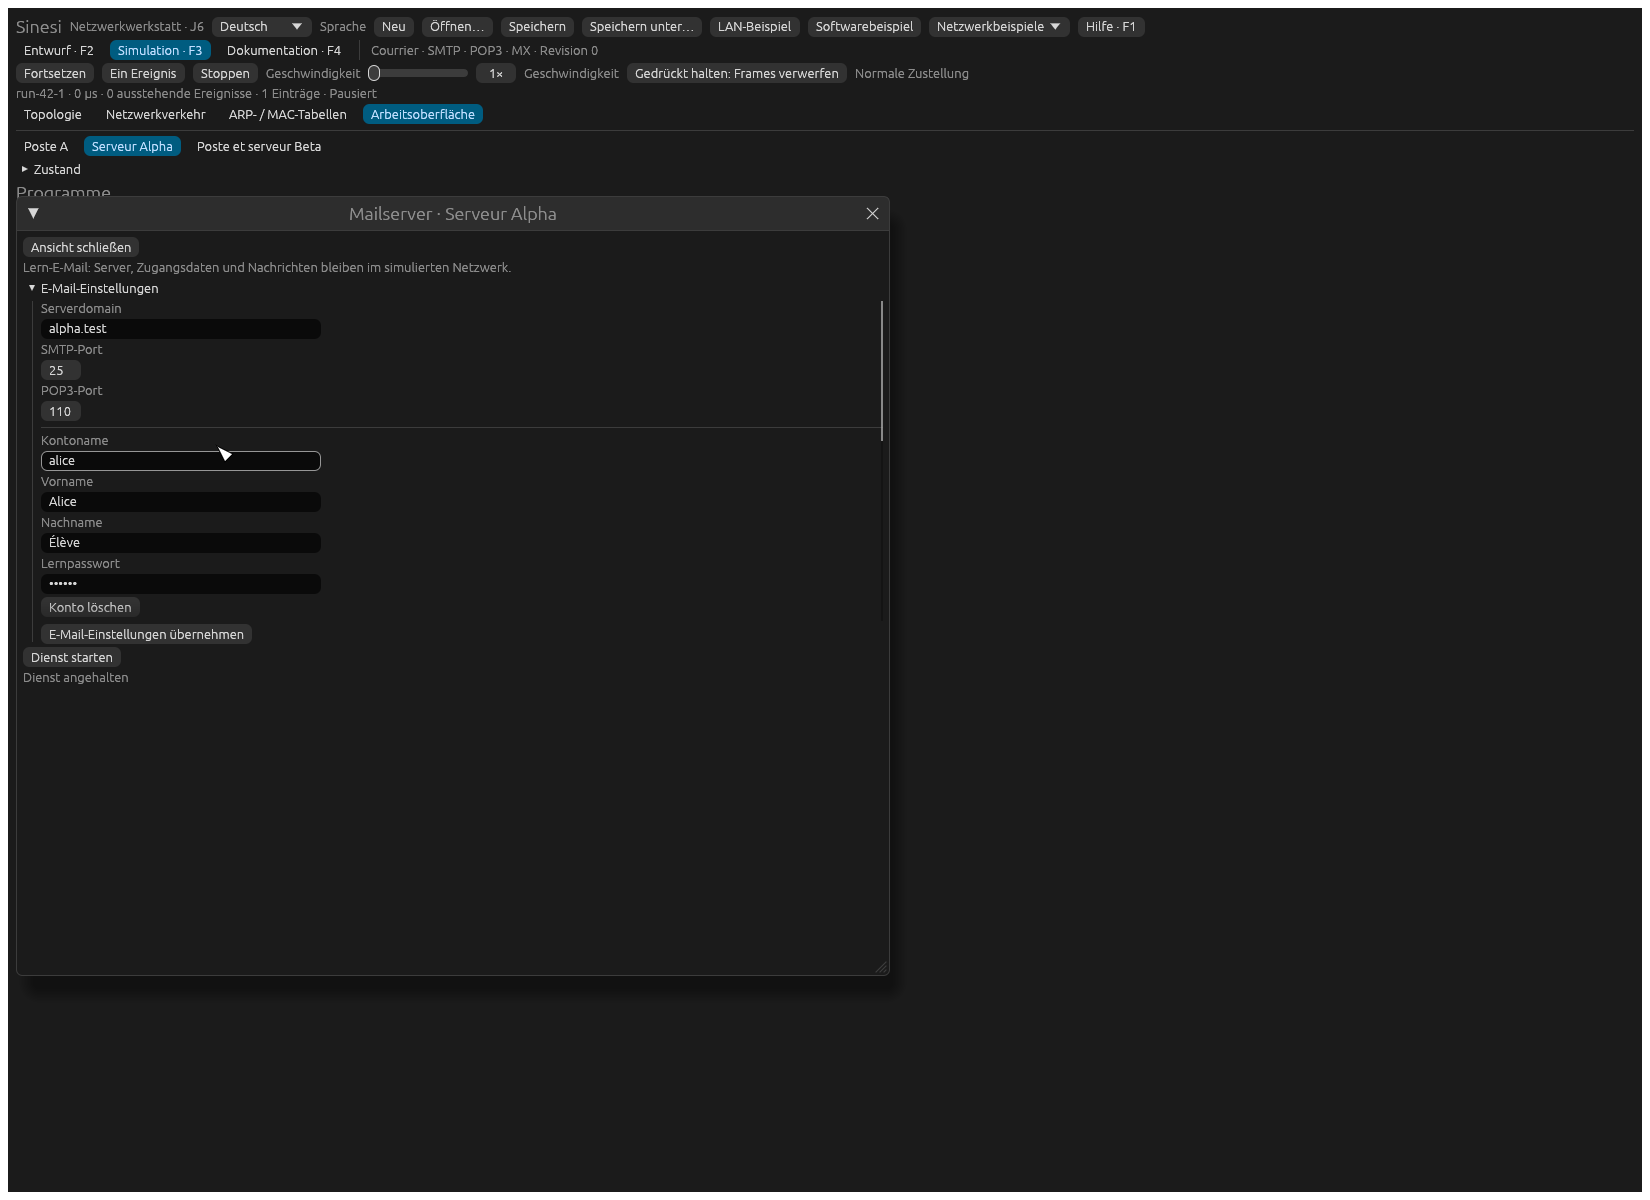 Sinesi Netzwerkwerkstatt · J6 Deutsch Sprache Neu Öffnen… Speichern Speichern unter… LAN-Beispiel Softwarebeispiel Netzwerkbeispiele Hilfe · F1
Entwurf · F2 Simulation · F3 Dokumentation · F4 Courrier · SMTP · POP3 · MX · Revision 0
Fortsetzen Ein Ereignis Stoppen Geschwindigkeit 1× Geschwindigkeit Gedrückt halten: Frames verwerfen Normale Zustellung
run-42-1 · 0 µs · 0 ausstehende Ereignisse · 1 Einträge · Pausiert
Topologie Netzwerkverkehr ARP- / MAC-Tabellen Arbeitsoberfläche
Poste A Serveur Alpha Poste et serveur Beta
Zustand
Programme
Mailserver · Serveur Alpha
Ansicht schließen
Lern-E-Mail: Server, Zugangsdaten und Nachrichten bleiben im simulierten Netzwerk.
E-Mail-Einstellungen
Serverdomain
alpha.test
SMTP-Port
25
POP3-Port
110
Kontoname
alice
Vorname
Alice
Nachname
Élève
Lernpasswort
••••••
Konto löschen
E-Mail-Einstellungen übernehmen
Dienst starten
Dienst angehalten